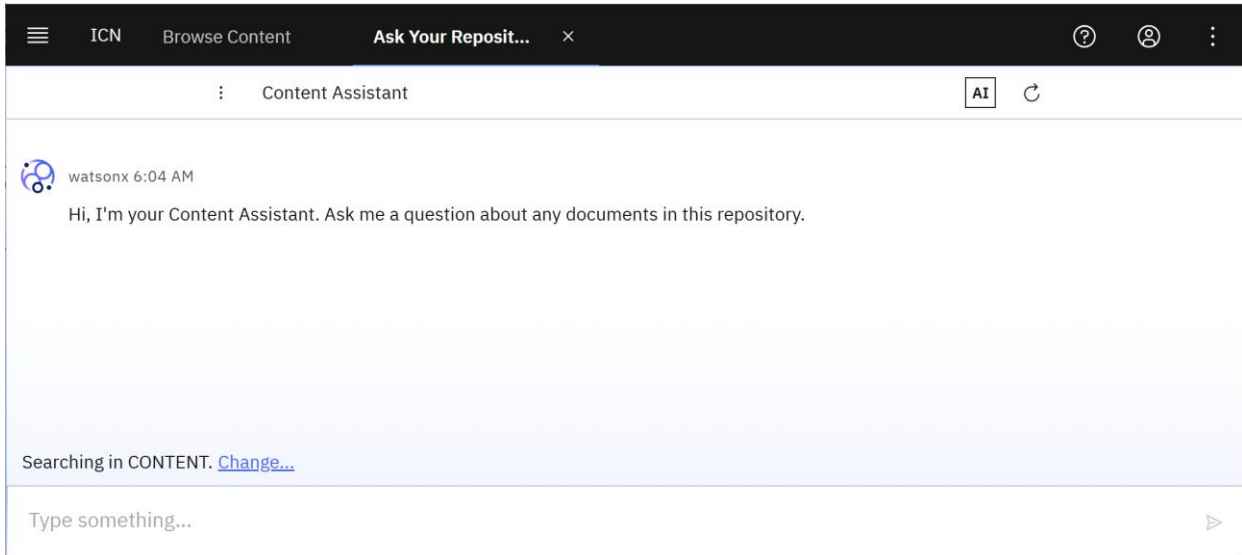 ICN Browse Content Ask Your Reposit...
Content Assistant AI
watsonx 6:04 AM
Hi, I'm your Content Assistant. Ask me a question about any documents in this repository.
Searching in CONTENT. Change...
Type something...